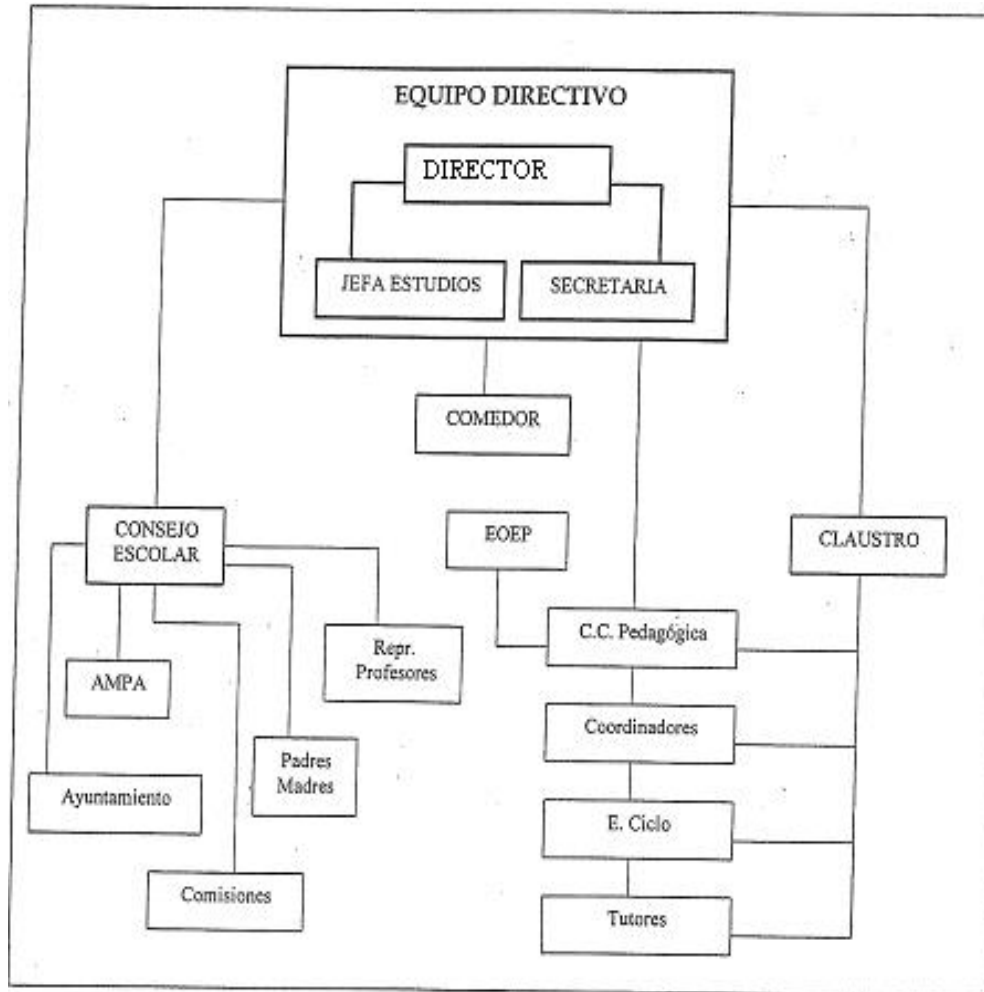 EQUIPO DIRECTIVO
DIRECTOR
JEFA ESTUDIOS
SECRETARIA
COMEDOR
CONSEJO
ESCOLAR
EOEP
CLAUSTRO
C.C. Pedagógica
Repr.
Profesores
AMPA
Coordinadores
Padres
Madres
Ayuntamiento
E. Ciclo
Comisiones
Tutores